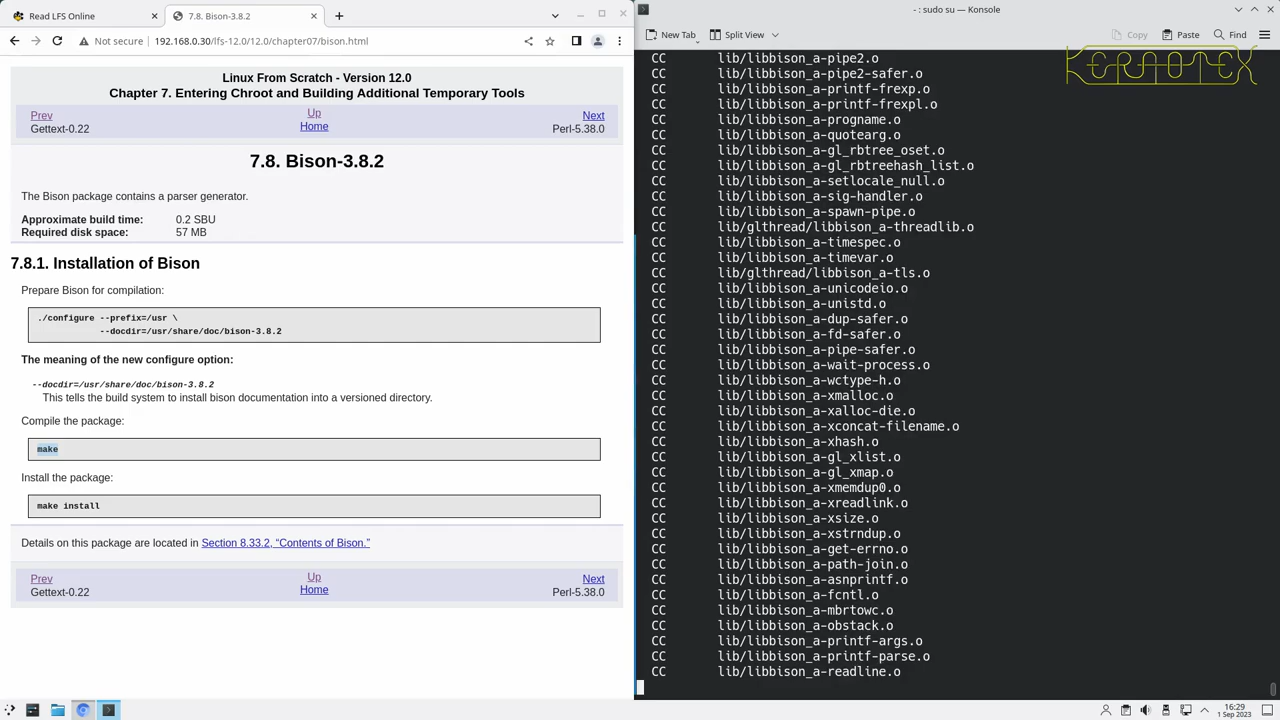 Read LFS Online
7.8. Bison-3.8.2
Not secure
192.168.0.30/lfs-12.0/12.0/chapter07/bison.html
Linux From Scratch - Version 12.0
Chapter 7. Entering Chroot and Building Additional Temporary Tools
Prev
Up
Next
Gettext-0.22
Home
Perl-5.38.0
7.8. Bison-3.8.2
The Bison package contains a parser generator.
Approximate build time: 0.2 SBU
Required disk space: 57 MB
7.8.1. Installation of Bison
Prepare Bison for compilation:
./configure --prefix=/usr \
--docdir=/usr/share/doc/bison-3.8.2
The meaning of the new configure option:
--docdir=/usr/share/doc/bison-3.8.2
This tells the build system to install bison documentation into a versioned directory.
Compile the package:
make
Install the package:
make install
Details on this package are located in Section 8.33.2, “Contents of Bison.”
Prev
Up
Next
Gettext-0.22
Home
Perl-5.38.0
- : sudo su — Konsole
New Tab
Split View
Copy
Paste
Find
KERNOTEX
CC lib/libbison_a-pipe2.o
CC lib/libbison_a-pipe2-safer.o
CC lib/libbison_a-printf-frexp.o
CC lib/libbison_a-printf-frexpl.o
CC lib/libbison_a-progname.o
CC lib/libbison_a-quotearg.o
CC lib/libbison_a-gl_rbtree_oset.o
CC lib/libbison_a-gl_rbtreehash_list.o
CC lib/libbison_a-setlocale_null.o
CC lib/libbison_a-sig-handler.o
CC lib/libbison_a-spawn-pipe.o
CC lib/glthread/libbison_a-threadlib.o
CC lib/libbison_a-timespec.o
CC lib/libbison_a-timevar.o
CC lib/glthread/libbison_a-tls.o
CC lib/libbison_a-unicodeio.o
CC lib/libbison_a-unistd.o
CC lib/libbison_a-dup-safer.o
CC lib/libbison_a-fd-safer.o
CC lib/libbison_a-pipe-safer.o
CC lib/libbison_a-wait-process.o
CC lib/libbison_a-wctype-h.o
CC lib/libbison_a-xmalloc.o
CC lib/libbison_a-xalloc-die.o
CC lib/libbison_a-xconcat-filename.o
CC lib/libbison_a-xhash.o
CC lib/libbison_a-gl_xlist.o
CC lib/libbison_a-gl_xmap.o
CC lib/libbison_a-xmemdup0.o
CC lib/libbison_a-xreadlink.o
CC lib/libbison_a-xsize.o
CC lib/libbison_a-xstrndup.o
CC lib/libbison_a-get-errno.o
CC lib/libbison_a-path-join.o
CC lib/libbison_a-asnprintf.o
CC lib/libbison_a-fcntl.o
CC lib/libbison_a-mbrtowc.o
CC lib/libbison_a-obstack.o
CC lib/libbison_a-printf-args.o
CC lib/libbison_a-printf-parse.o
CC lib/libbison_a-readline.o
16:29
1 Sep 2023